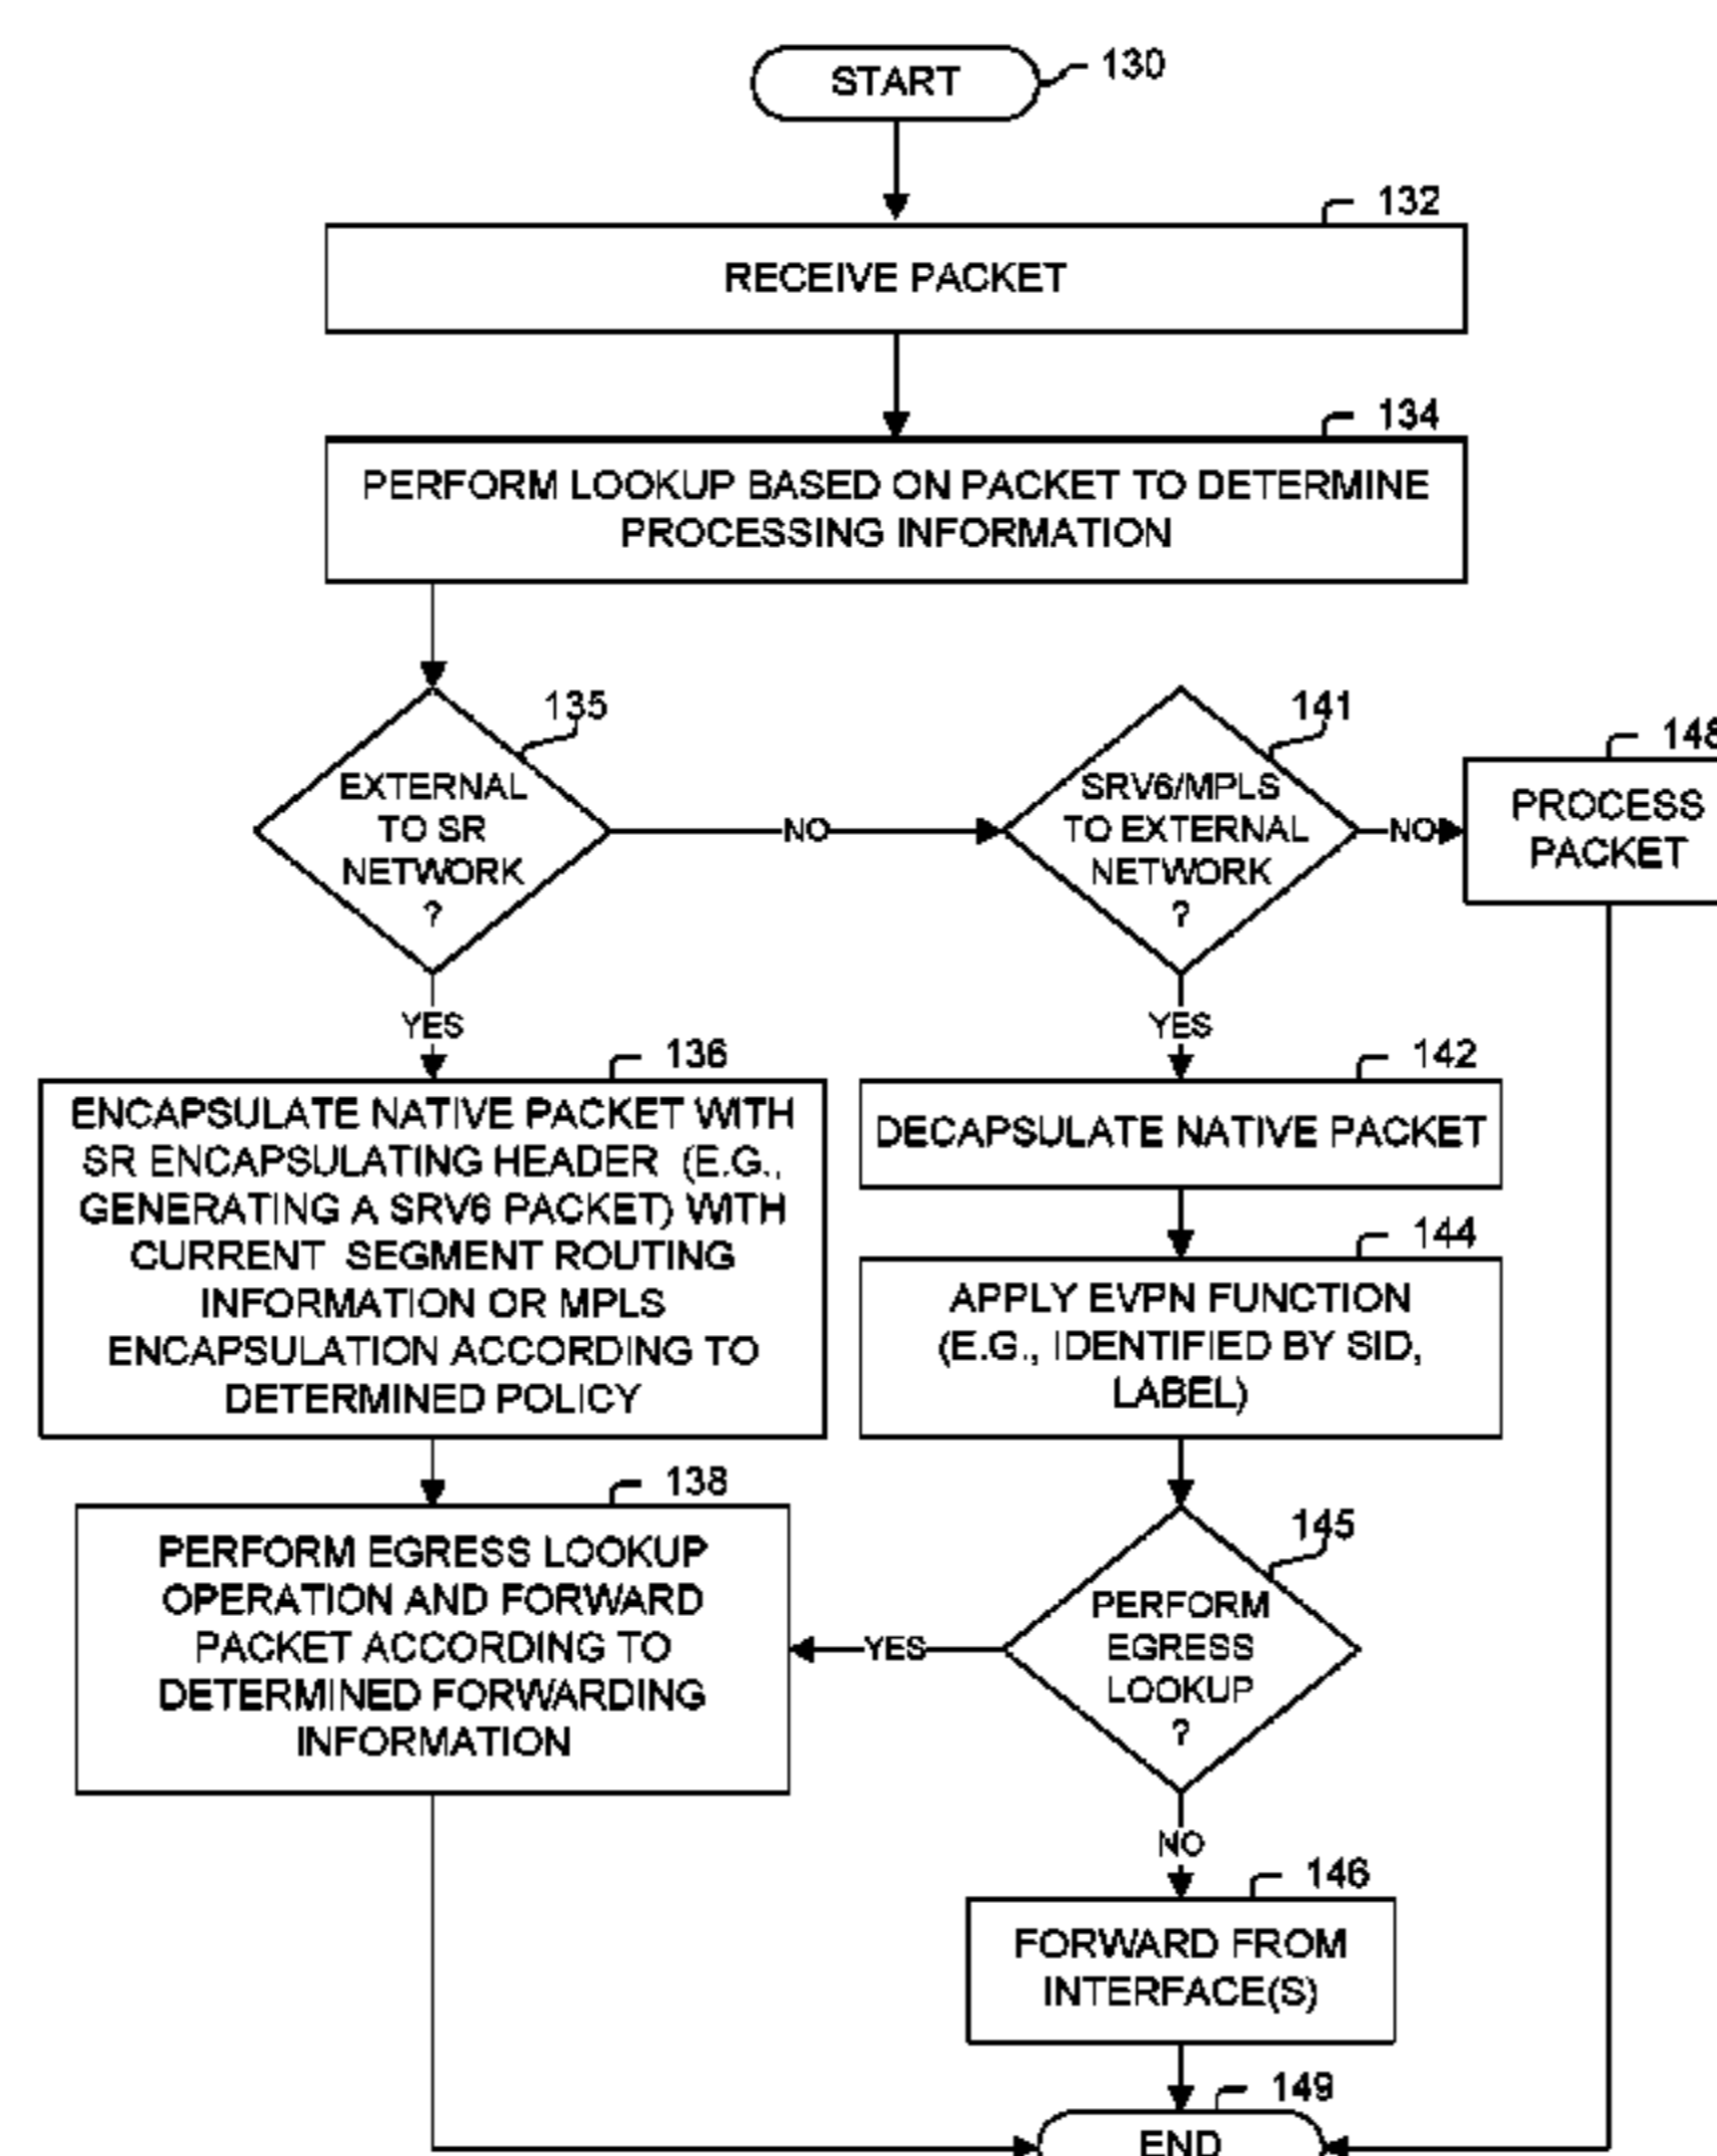 START
130
132
RECEIVE PACKET
134
PERFORM LOOKUP BASED ON PACKET TO DETERMINE
PROCESSING INFORMATION
135
EXTERNAL
TO SR
NETWORK
?
NO
141
SRV6/MPLS
TO EXTERNAL
NETWORK
?
NO
148
PROCESS
PACKET
YES
YES
136
ENCAPSULATE NATIVE PACKET WITH
SR ENCAPSULATING HEADER (E.G.,
GENERATING A SRV6 PACKET) WITH
CURRENT SEGMENT ROUTING
INFORMATION OR MPLS
ENCAPSULATION ACCORDING TO
DETERMINED POLICY
142
DECAPSULATE NATIVE PACKET
144
APPLY EVPN FUNCTION
(E.G., IDENTIFIED BY SID,
LABEL)
138
PERFORM EGRESS LOOKUP
OPERATION AND FORWARD
PACKET ACCORDING TO
DETERMINED FORWARDING
INFORMATION
145
PERFORM
EGRESS
LOOKUP
?
YES
NO
146
FORWARD FROM
INTERFACE(S)
149
END